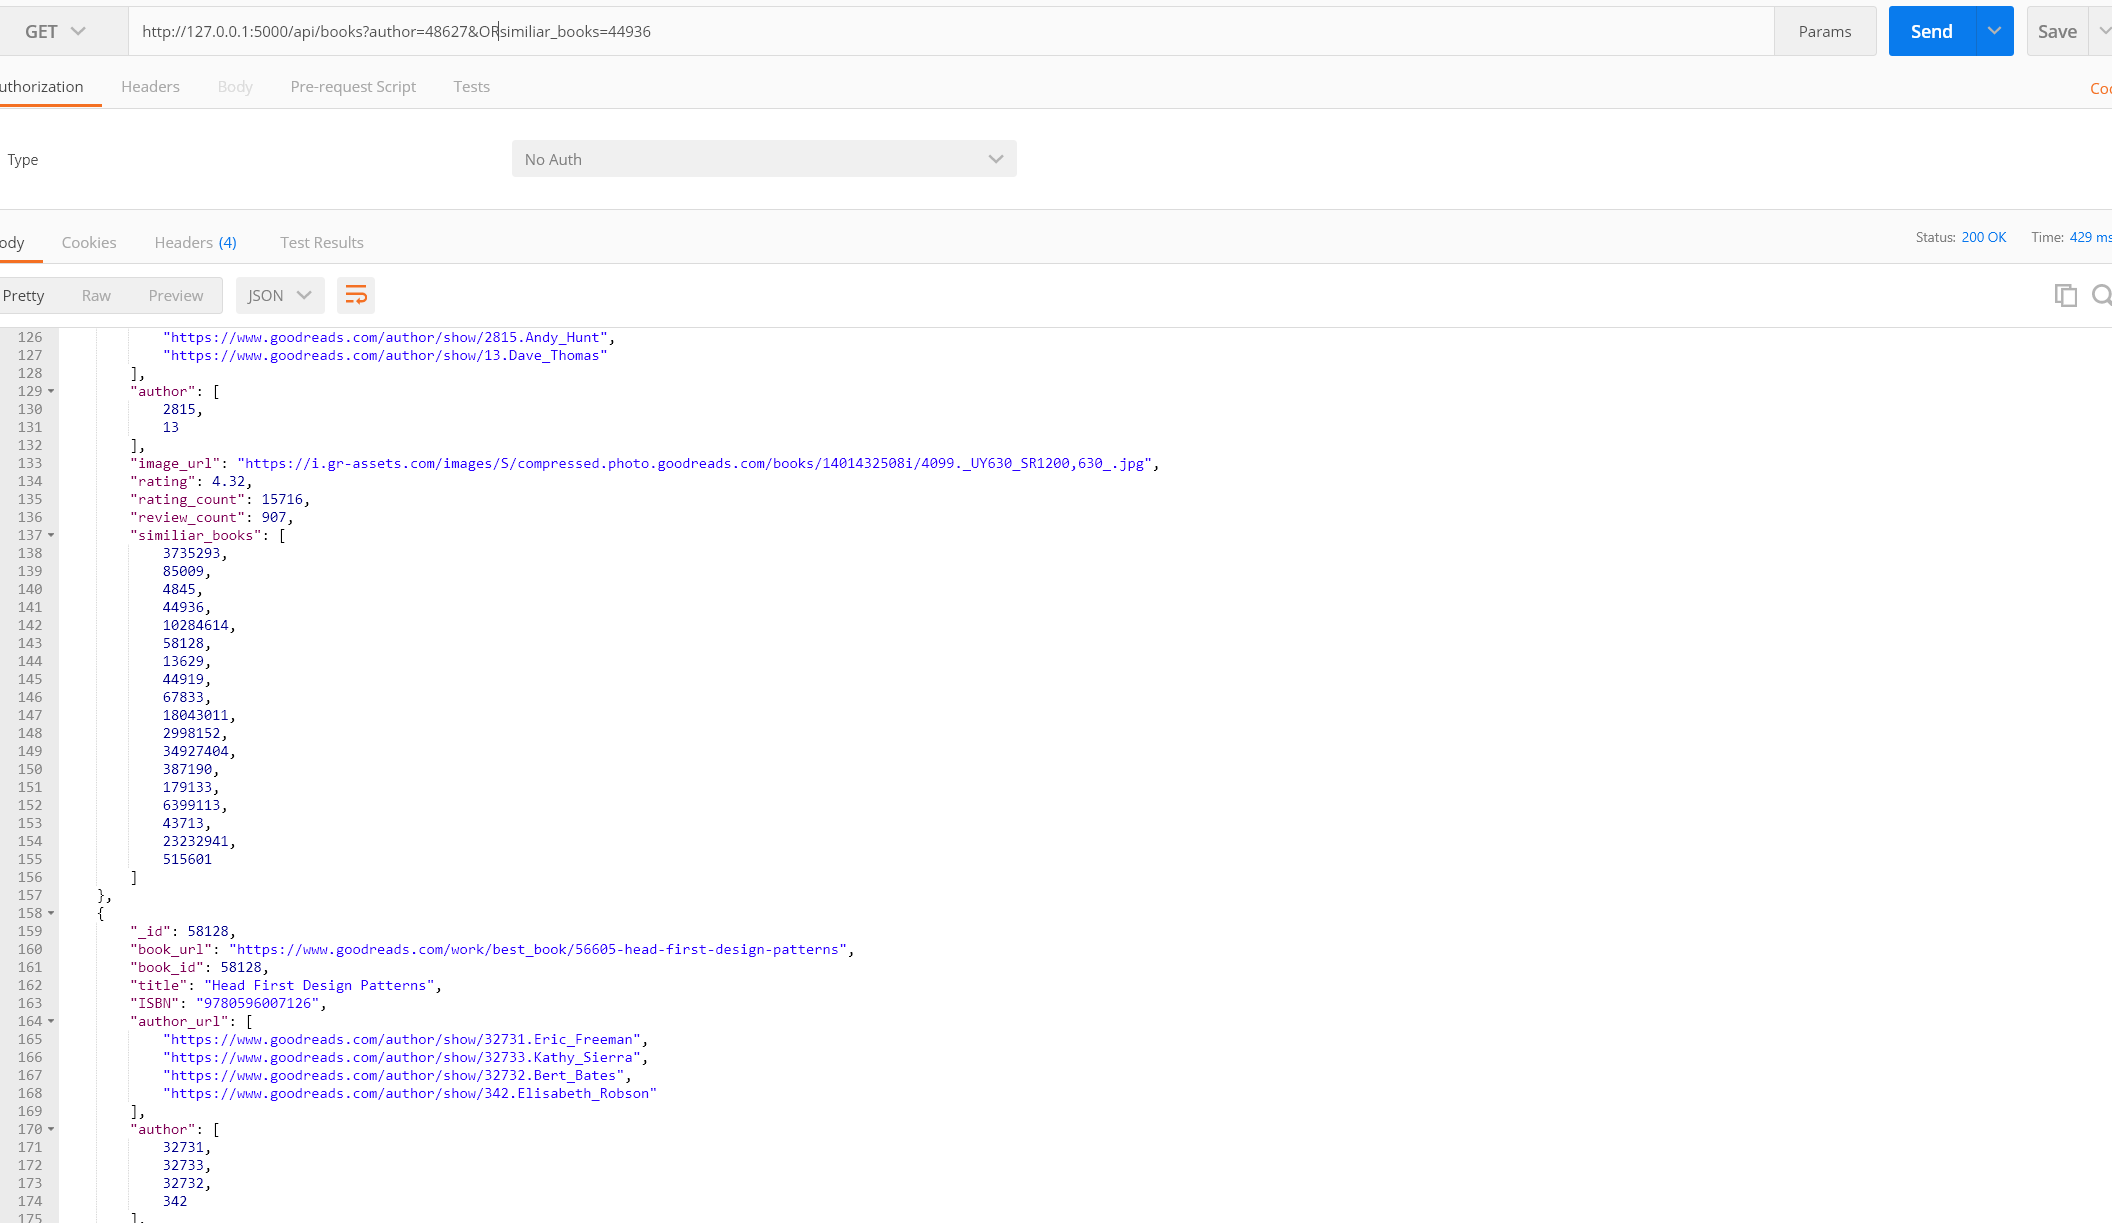 GET http://127.0.0.1:5000/api/books?author=48627&ORsimiliar_books=44936 Params Send Save
uthorization Headers Body Pre-request Script Tests Coo
Type No Auth
ody Cookies Headers (4) Test Results Status: 200 OK Time: 429 ms
Pretty Raw Preview JSON
126 "https://www.goodreads.com/author/show/2815.Andy_Hunt",
127 "https://www.goodreads.com/author/show/13.Dave_Thomas"
128 ],
129 "author": [
130 2815,
131 13
132 ],
133 "image_url": "https://i.gr-assets.com/images/S/compressed.photo.goodreads.com/books/1401432508i/4099._UY630_SR1200,630_.jpg",
134 "rating": 4.32,
135 "rating_count": 15716,
136 "review_count": 907,
137 "similiar_books": [
138 3735293,
139 85009,
140 4845,
141 44936,
142 10284614,
143 58128,
144 13629,
145 44919,
146 67833,
147 18043011,
148 2998152,
149 34927404,
150 387190,
151 179133,
152 6399113,
153 43713,
154 23232941,
155 515601
156 ]
157 },
158 {
159 "_id": 58128,
160 "book_url": "https://www.goodreads.com/work/best_book/56605-head-first-design-patterns",
161 "book_id": 58128,
162 "title": "Head First Design Patterns",
163 "ISBN": "9780596007126",
164 "author_url": [
165 "https://www.goodreads.com/author/show/32731.Eric_Freeman",
166 "https://www.goodreads.com/author/show/32733.Kathy_Sierra",
167 "https://www.goodreads.com/author/show/32732.Bert_Bates",
168 "https://www.goodreads.com/author/show/342.Elisabeth_Robson"
169 ],
170 "author": [
171 32731,
172 32733,
173 32732,
174 342
175 ],